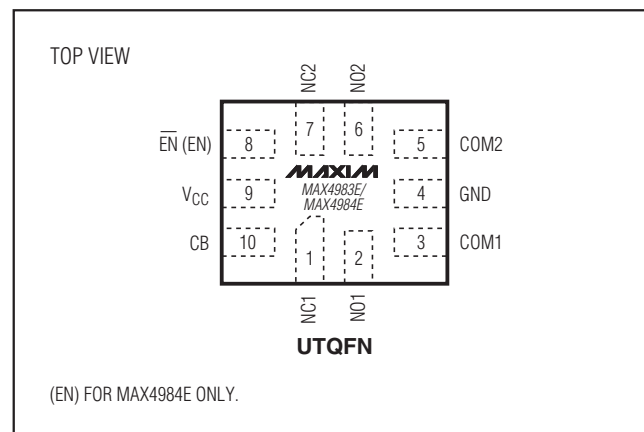 TOP VIEW
NC2 NO2
7 6
E̅N̅ (EN) 8 5 COM2
MAXIM
VCC 9 MAX4983E/ 4 GND
MAX4984E
CB 10 1 2 3 COM1
NC1 NO1
UTQFN
(EN) FOR MAX4984E ONLY.